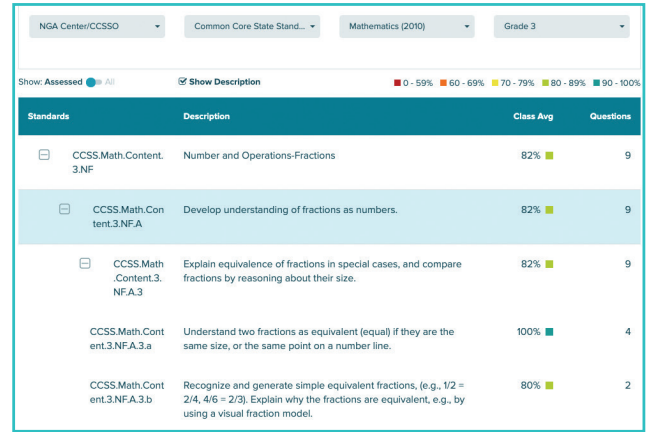 NGA Center/CCSSO Common Core State Stand... Mathematics (2010) Grade 3
Show: Assessed All Show Description 0 - 59% 60 - 69% 70 - 79% 80 - 89% 90 - 100%
Standards Description Class Avg Questions
CCSS.Math.Content. Number and Operations-Fractions 82% 9
3.NF
CCSS.Math.Con Develop understanding of fractions as numbers. 82% 9
tent.3.NF.A
CCSS.Math Explain equivalence of fractions in special cases, and compare 82% 9
.Content.3. fractions by reasoning about their size.
NF.A.3
CCSS.Math.Cont Understand two fractions as equivalent (equal) if they are the 100% 4
ent.3.NF.A.3.a same size, or the same point on a number line.
CCSS.Math.Cont Recognize and generate simple equivalent fractions, (e.g., 1/2 = 80% 2
ent.3.NF.A.3.b 2/4, 4/6 = 2/3). Explain why the fractions are equivalent, e.g., by
using a visual fraction model.